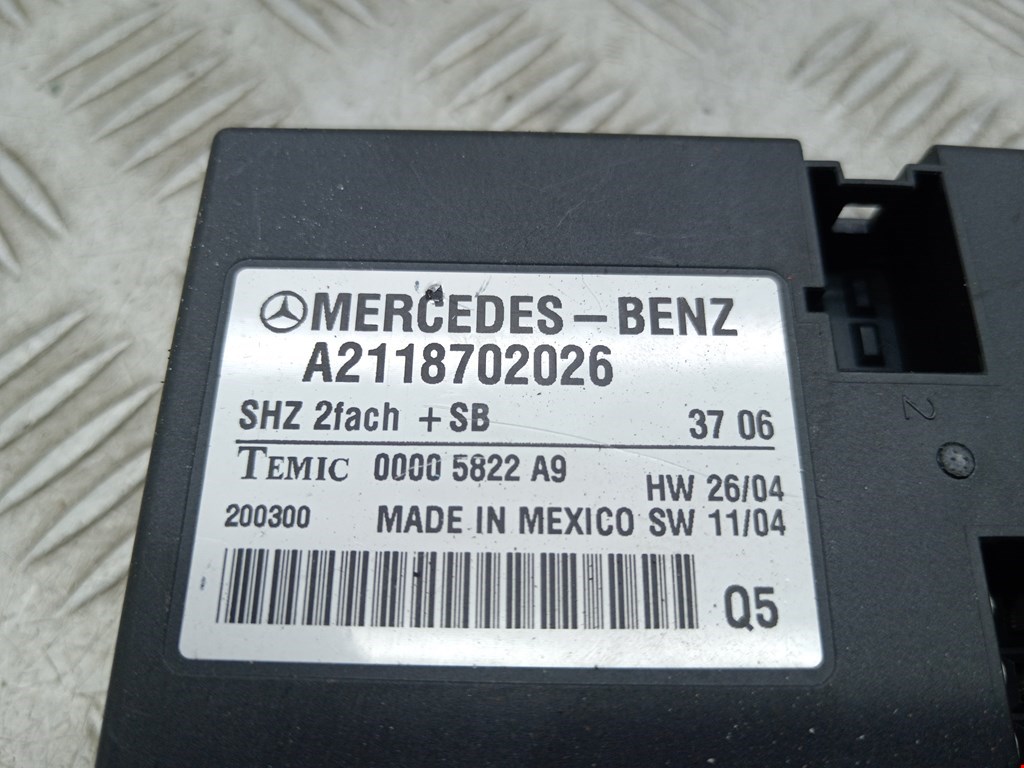 MERCEDES-BENZ
A2118702026
SHZ 2fach + SB 37 06
TEMIC 0000 5822 A9 HW 26/04
200300 MADE IN MEXICO SW 11/04
Q5
2